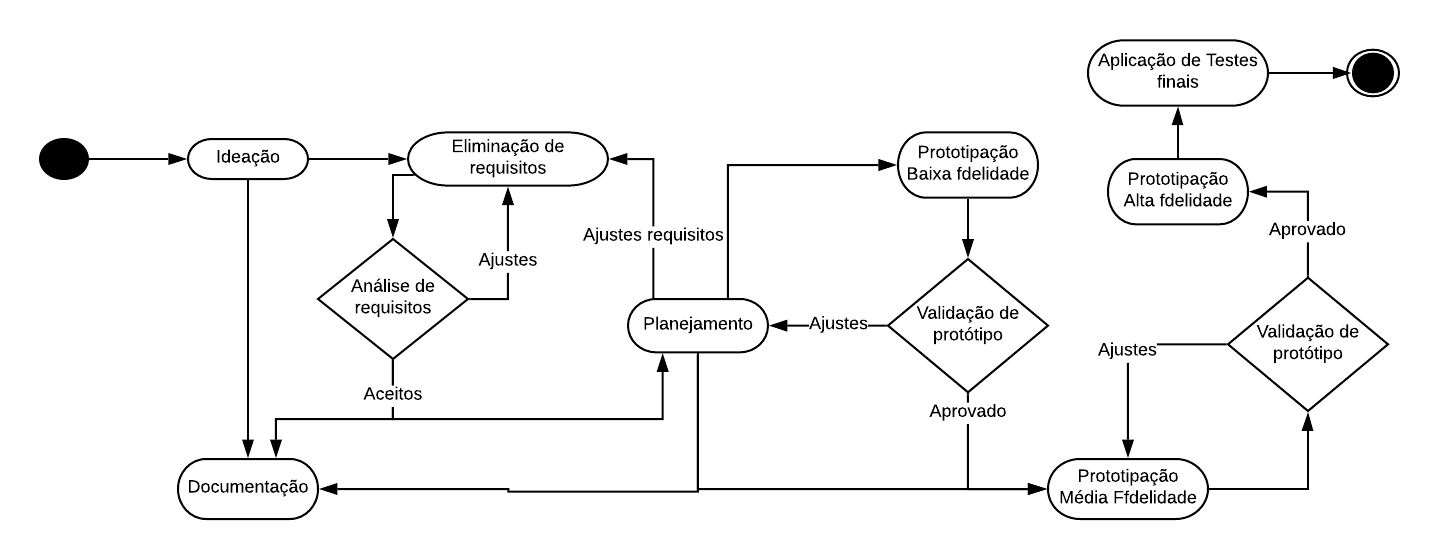 Aplicação de Testes
finais
Ideação
Eliminação de
requisitos
Prototipação
Baixa fdelidade
Prototipação
Alta fdelidade
Ajustes requisitos
Aprovado
Ajustes
Análise de
requisitos
Planejamento
Ajustes
Validação de
protótipo
Validação de
protótipo
Ajustes
Aceitos
Aprovado
Documentação
Prototipação
Média Ffdelidade